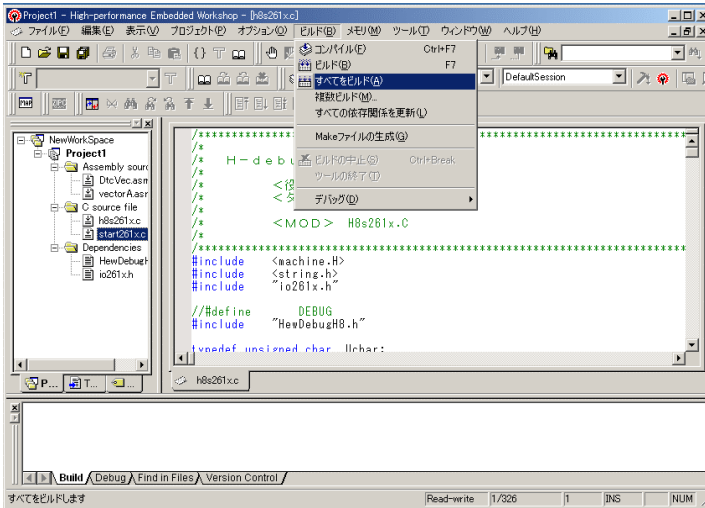 Project1 - High-performance Embedded Workshop - [h8s261x.c]
ファイル(F) 編集(E) 表示(V) プロジェクト(P) オプション(O) ビルド(B) メモリ(M) ツール(T) ウィンドウ(W) ヘルプ(H)
コンパイル(F) Ctrl+F7
ビルド(B) F7
すべてをビルド(A)
複数ビルド(M)...
すべての依存関係を更新(L)
Makeファイルの生成(G)
ビルドの中止(S) Ctrl+Break
ツールの終了(T)
デバッグ(D)
DefaultSession
NewWorkSpace
Project1
Assembly sourc
DtcVec.asm
vectorA.asr
C source file
h8s261x.c
start261x.c
Dependencies
HewDebugH
io261x.h
/*
/* H－debu
/*
/* <役
/* <タ
/*
/* <MOD> H8s261x.C
/*
#include <machine.H>
#include <string.h>
#include "io261x.h"
//#define DEBUG
#include "HewDebugH8.h"
typedef unsigned char Uchar;
P... T... ...
h8s261x.c
Build Debug Find in Files Version Control
すべてをビルドします Read-write 1/326 1 INS NUM